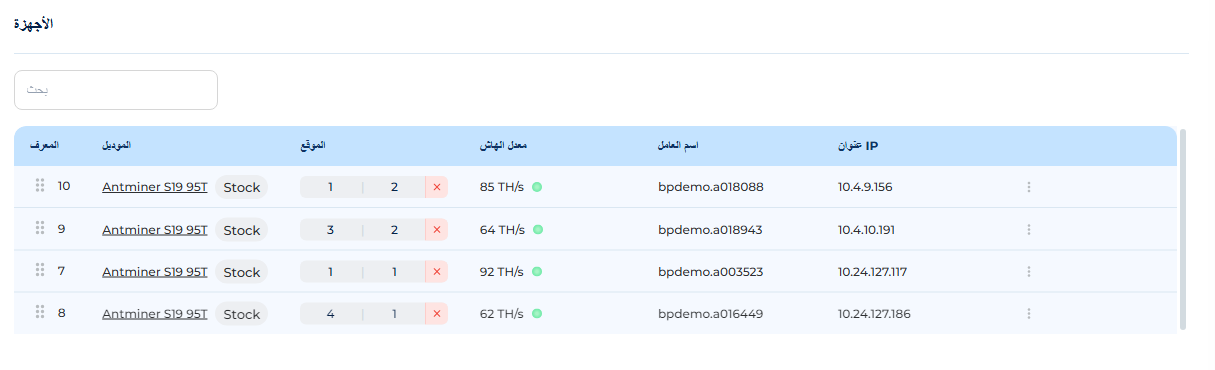 الأجهزة
بحث
المعرف الموديل الموقع معدل الهاش اسم العامل عنوان IP
10 Antminer S19 95T Stock 1 2 × 85 TH/s bpdemo.a018088 10.4.9.156
9 Antminer S19 95T Stock 3 2 × 64 TH/s bpdemo.a018943 10.4.10.191
7 Antminer S19 95T Stock 1 1 × 92 TH/s bpdemo.a003523 10.24.127.117
8 Antminer S19 95T Stock 4 1 × 62 TH/s bpdemo.a016449 10.24.127.186